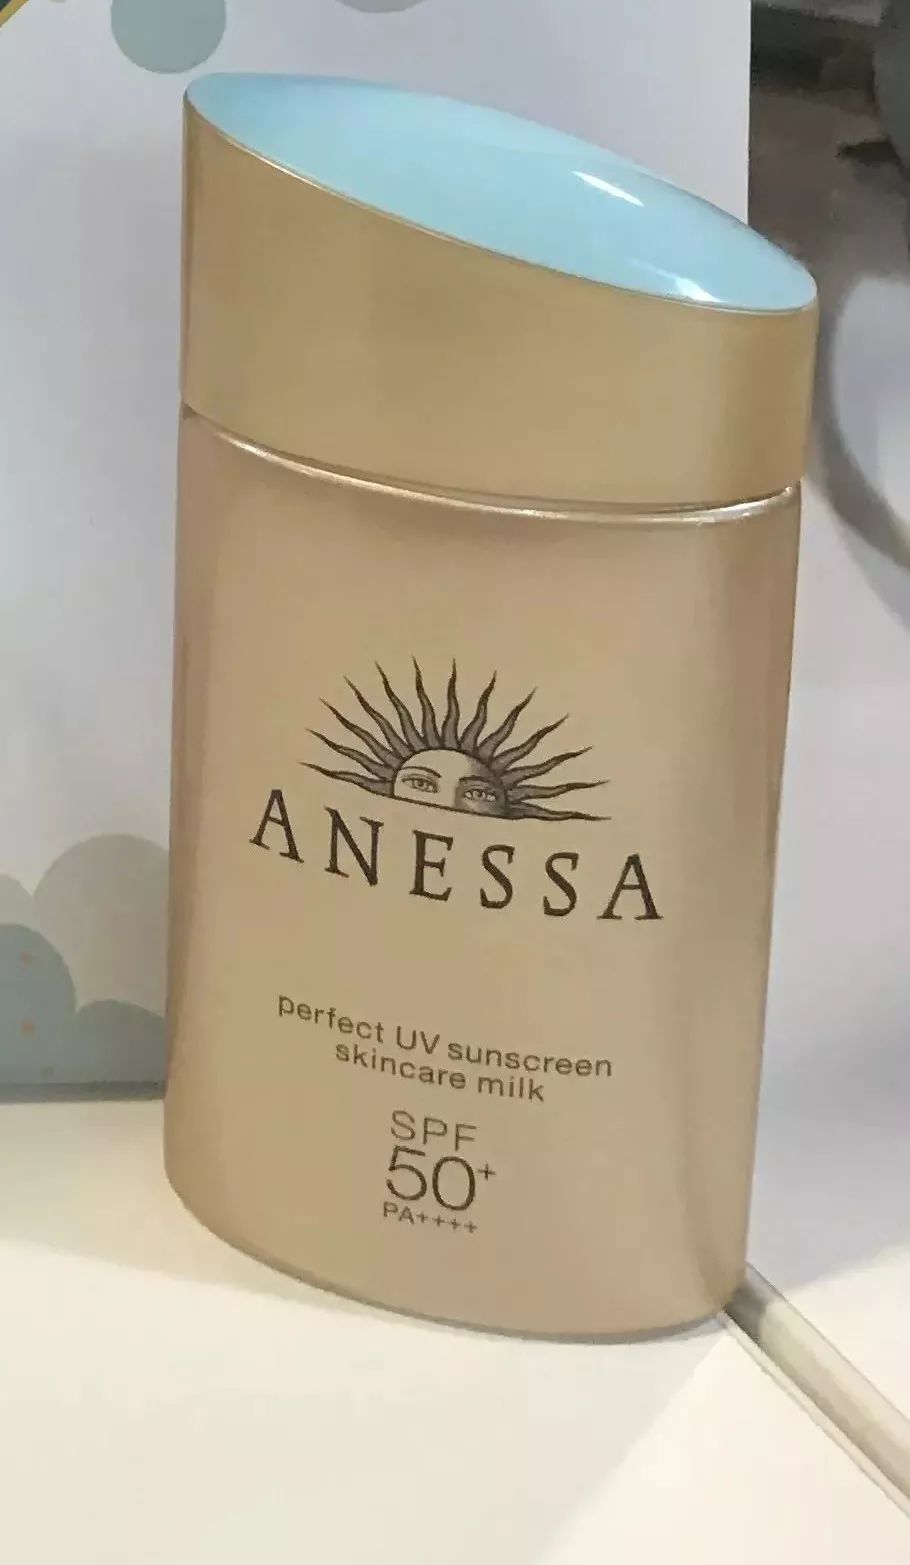 ANESSA
perfect UV sunscreen
skincare milk
SPF
50+
PA++++